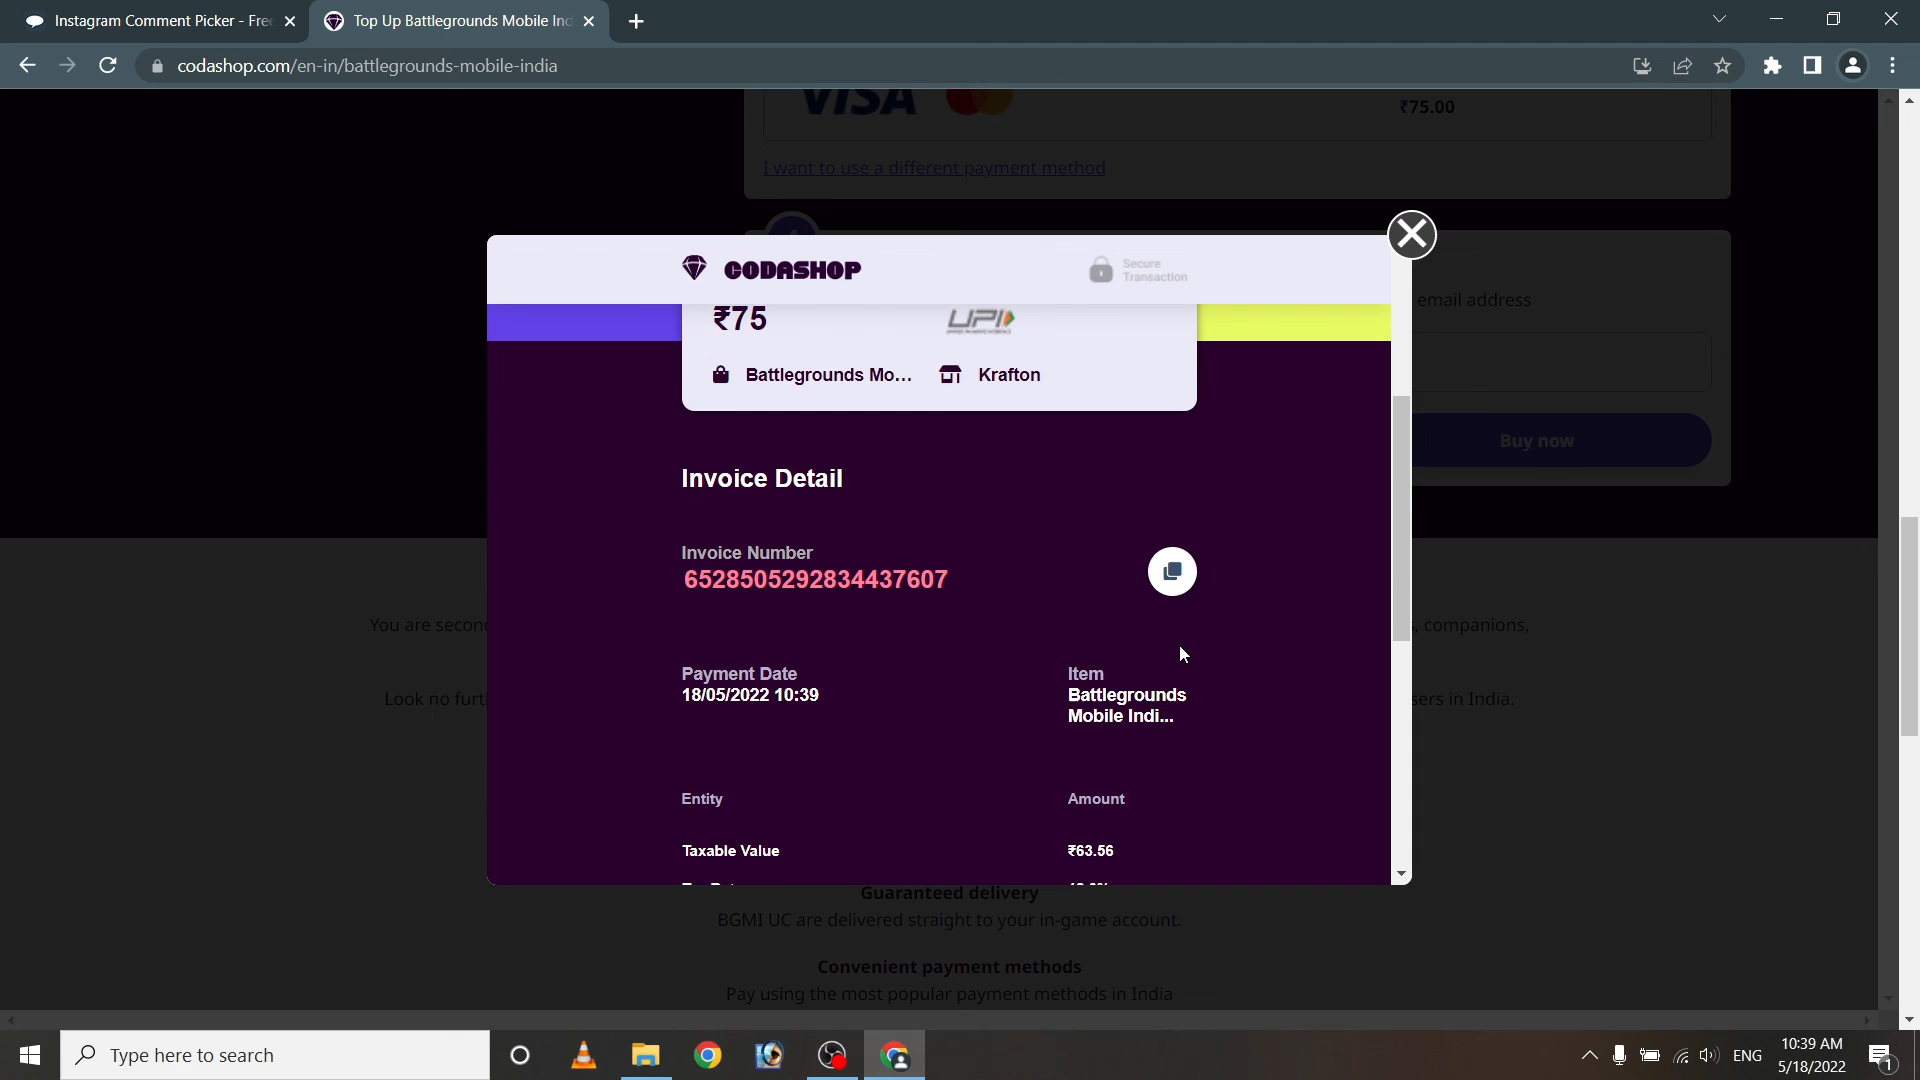 Instagram Comment Picker - Fre
Top Up Battlegrounds Mobile Ind
codashop.com/en-in/battlegrounds-mobile-india
VISA
₹75.00
I want to use a different payment method
CODASHOP
Secure
Transaction
₹75
UPI
email address
Battlegrounds Mo...
Krafton
Buy now
Invoice Detail
Invoice Number
6528505292834437607
You are secon
, companions,
Payment Date
18/05/2022 10:39
Item
Battlegrounds
Mobile Indi...
Look no furt
sers in India.
Entity
Amount
Taxable Value
₹63.56
Guaranteed delivery
BGMI UC are delivered straight to your in-game account.
Convenient payment methods
Pay using the most popular payment methods in India
Type here to search
ENG
10:39 AM
5/18/2022
1